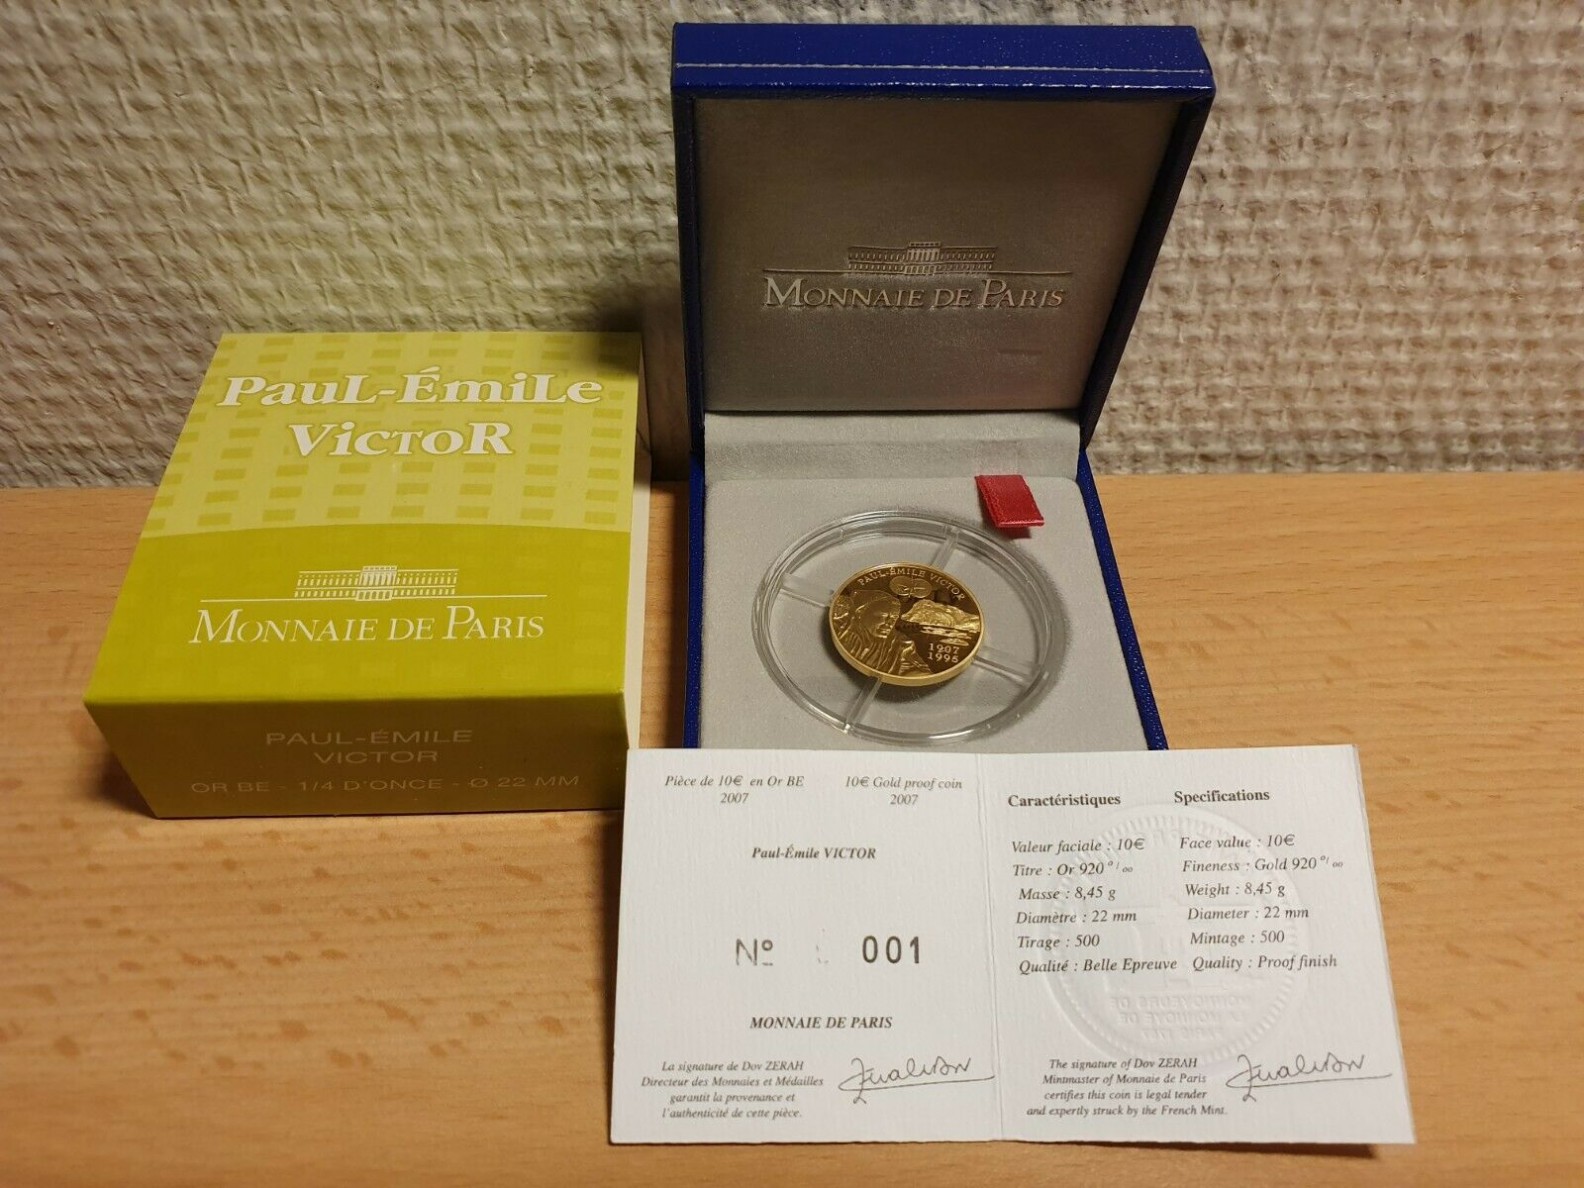 PauL-ÉmiLe
VicToR
MONNAIE DE PARIS
PAUL-ÉMILE
VICTOR
OR BE - 1/4 D'ONCE - Ø 22 MM
MONNAIE DE PARIS
PAUL-ÉMILE VICTOR
1907
1995
Pièce de 10€ en Or BE
2007
10€ Gold proof coin
2007
Paul-Émile VICTOR
Nº 001
MONNAIE DE PARIS
La signature de Dov ZERAH
Directeur des Monnaies et Médailles
garantit la provenance et
l'authenticité de cette pièce.
Caractéristiques
Valeur faciale : 10€
Titre : Or 920 °/oo
Masse : 8,45 g
Diamètre : 22 mm
Tirage : 500
Qualité : Belle Epreuve
Specifications
Face value : 10€
Fineness : Gold 920 °/oo
Weight : 8,45 g
Diameter : 22 mm
Mintage : 500
Quality : Proof finish
The signature of Dov ZERAH
Mintmaster of Monnaie de Paris
certifies this coin is legal tender
and expertly struck by the French Mint.